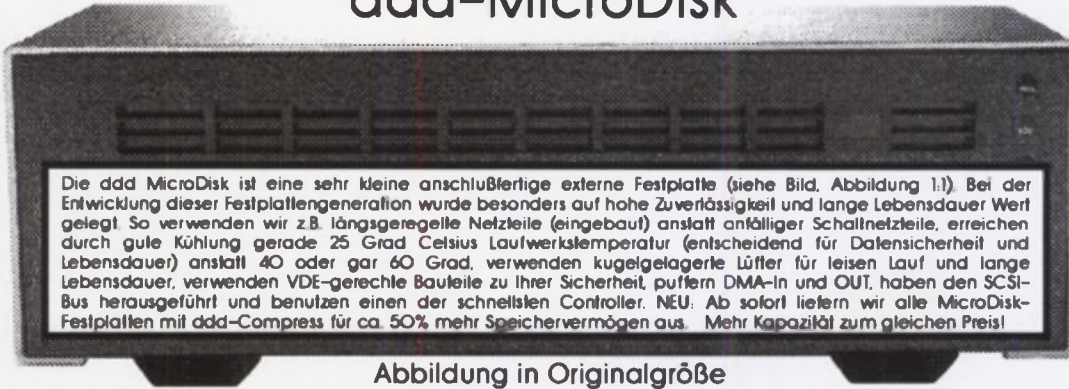 ddd-MicroDisk
Die ddd MicroDisk ist eine sehr kleine anschlußfertige externe Festplatte (siehe Bild, Abbildung 1:1). Bei der
Entwicklung dieser Festplattengeneration wurde besonders auf hohe Zuverlässigkeit und lange Lebensdauer Wert
gelegt. So verwenden wir z.B. längsgeregelte Netzteile (eingebaut) anstatt anfälliger Schaltnetzteile, erreichen
durch gute Kühlung gerade 25 Grad Celsius Laufwerkstemperatur (entscheidend für Datensicherheit und
Lebensdauer) anstatt 40 oder gar 60 Grad, verwenden kugelgelagerte Lüfter für leisen Lauf und lange
Lebensdauer, verwenden VDE-gerechte Bauteile zu Ihrer Sicherheit, puffern DMA-In und OUT, haben den SCSI-
Bus herausgeführt und benutzen einen der schnellsten Controller. NEU: Ab sofort liefern wir alle MicroDisk-
Festplatten mit ddd-Compress für ca. 50% mehr Speichervermögen aus. Mehr Kapazität zum gleichen Preis!
Abbildung in Originalgröße